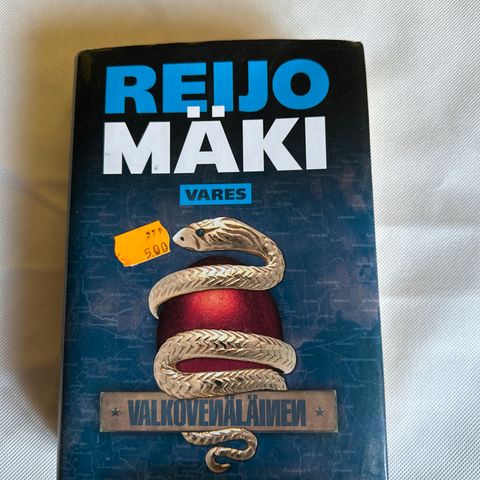 REIJO
MÄKI
VARES
500
VALKOVENÄLÄINEN